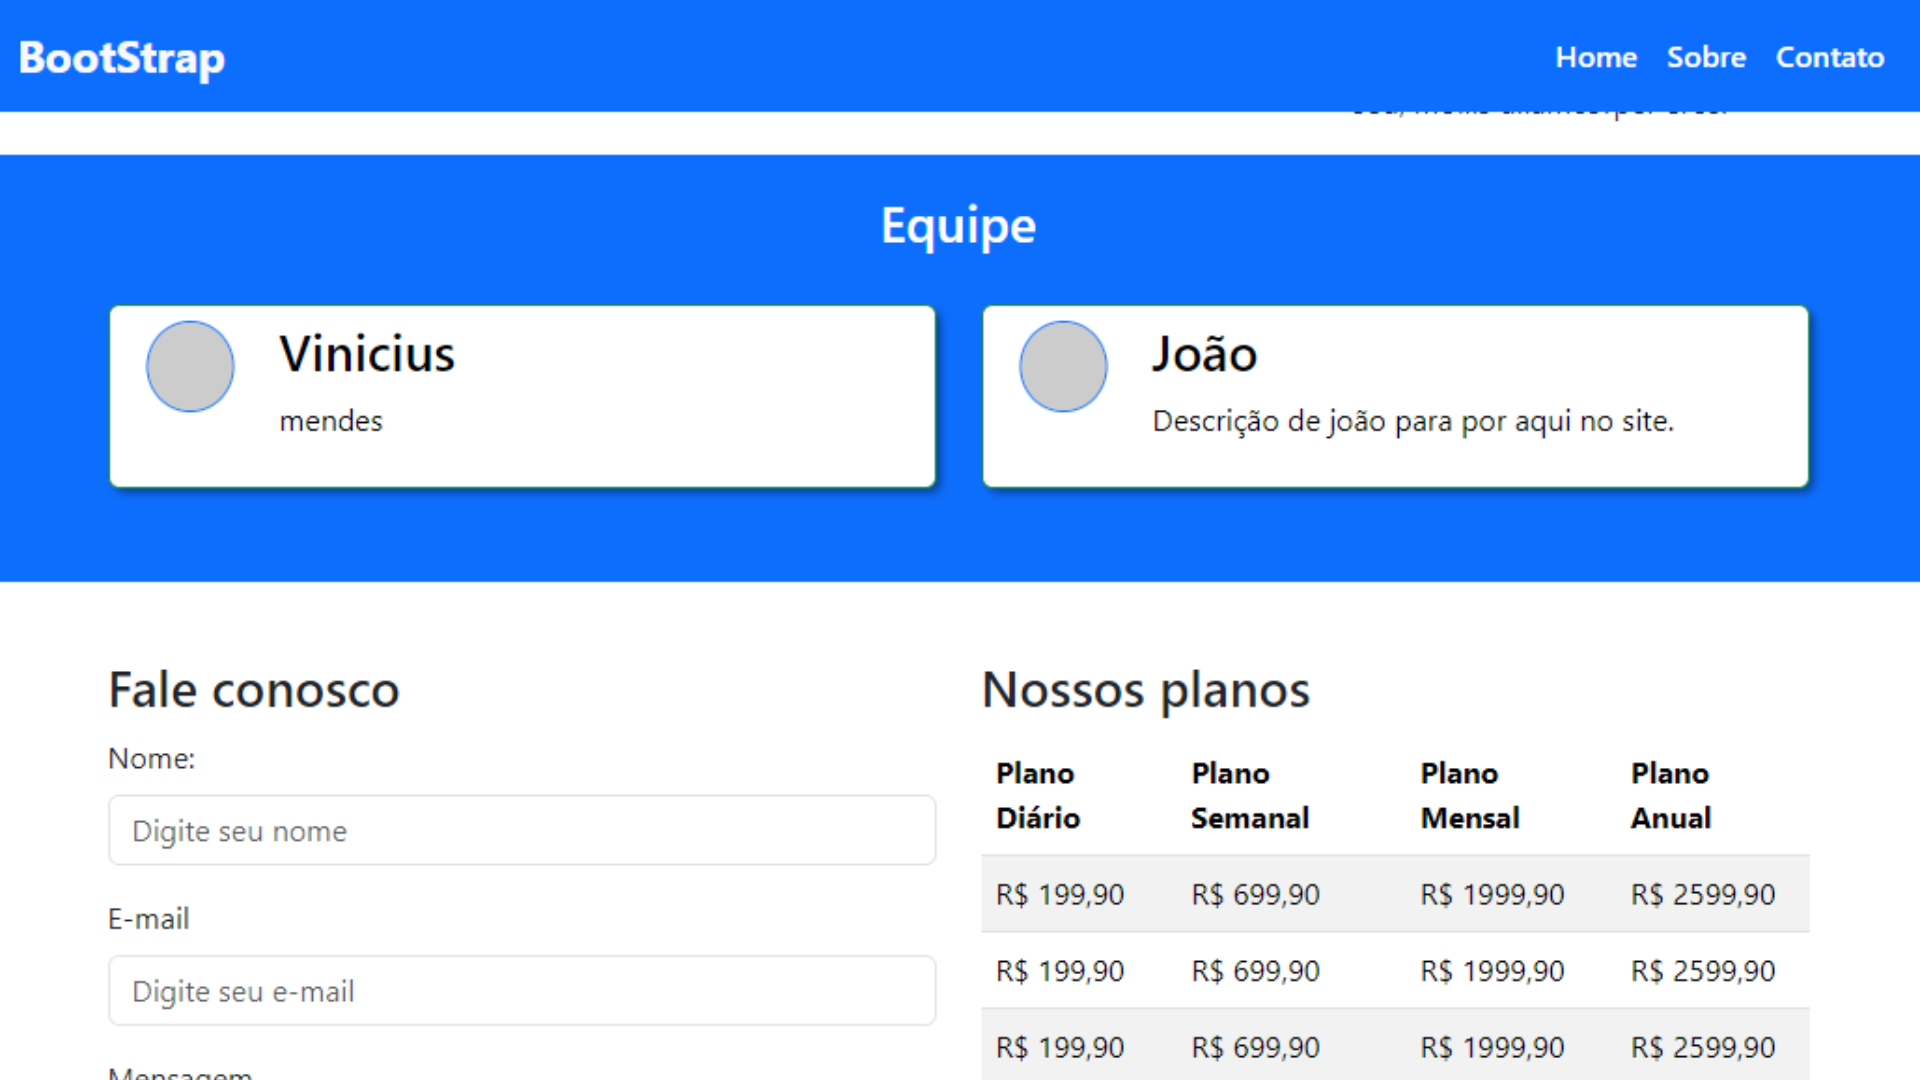 BootStrap
Home Sobre Contato
Equipe
Vinicius
mendes
João
Descrição de joão para por aqui no site.
Fale conosco
Nome:
Digite seu nome
E-mail
Digite seu e-mail
Mensagem
Nossos planos
Plano Diário Plano Semanal Plano Mensal Plano Anual
R$ 199,90 R$ 699,90 R$ 1999,90 R$ 2599,90
R$ 199,90 R$ 699,90 R$ 1999,90 R$ 2599,90
R$ 199,90 R$ 699,90 R$ 1999,90 R$ 2599,90